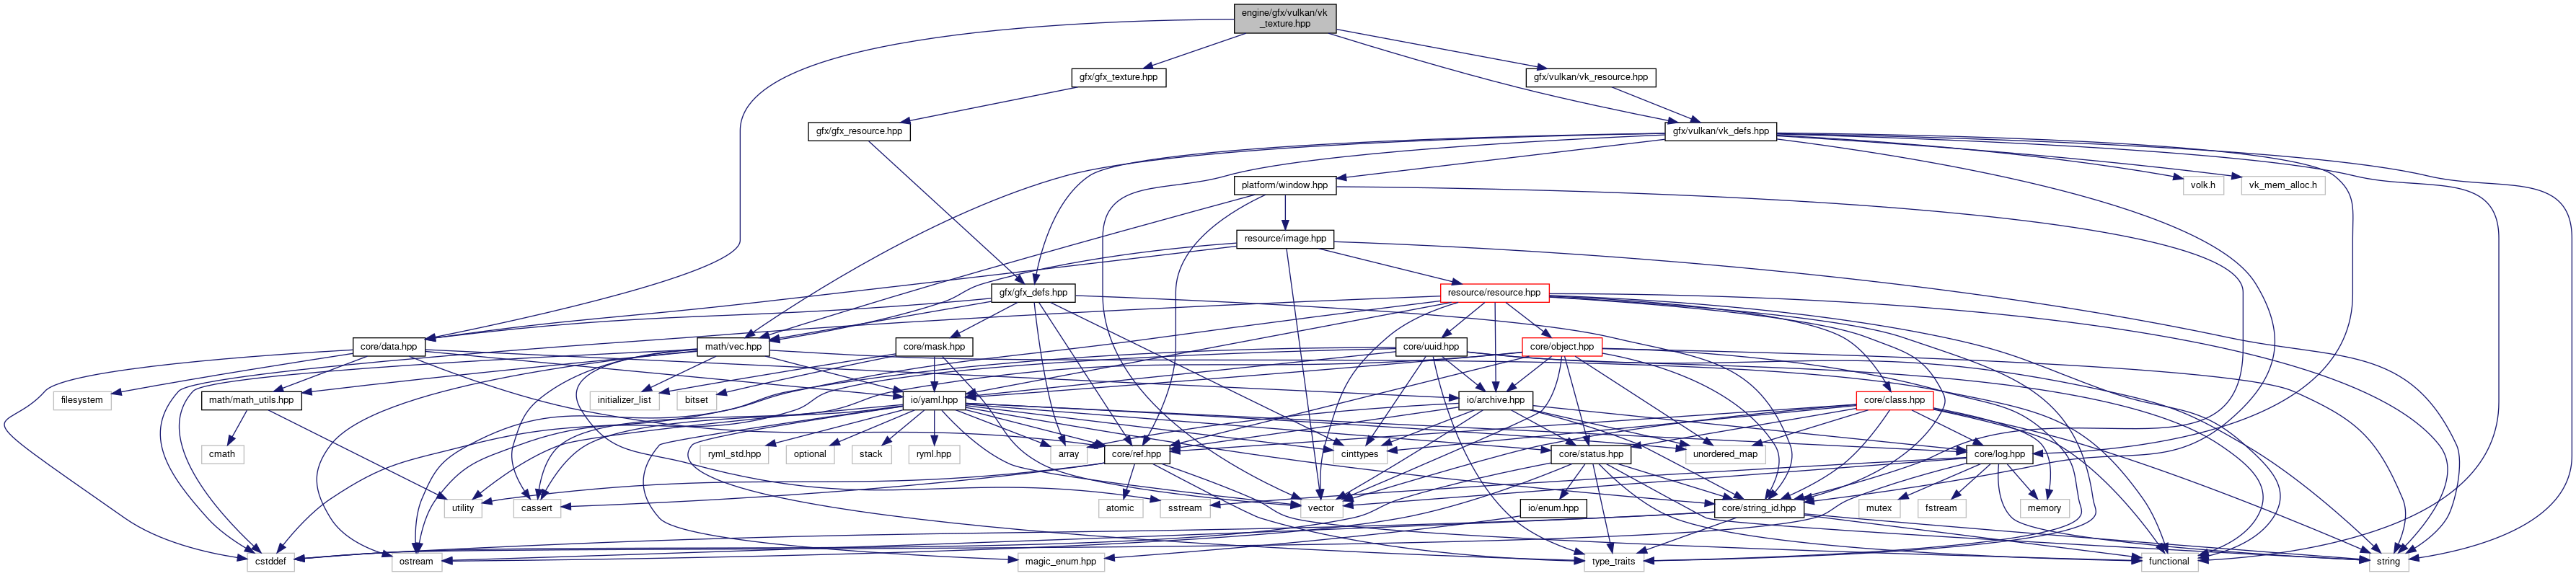 engine/gfx/vulkan/vk
_texture.hpp
gfx/gfx_texture.hpp
gfx/vulkan/vk_resource.hpp
gfx/gfx_resource.hpp
gfx/vulkan/vk_defs.hpp
platform/window.hpp
volk.h
vk_mem_alloc.h
resource/image.hpp
gfx/gfx_defs.hpp
resource/resource.hpp
core/data.hpp
math/vec.hpp
core/mask.hpp
core/uuid.hpp
core/object.hpp
filesystem
math/math_utils.hpp
initializer_list
bitset
io/yaml.hpp
io/archive.hpp
core/class.hpp
cmath
ryml_std.hpp
optional
stack
ryml.hpp
array
core/ref.hpp
cinttypes
core/status.hpp
unordered_map
core/log.hpp
utility
cassert
atomic
sstream
vector
io/enum.hpp
core/string_id.hpp
mutex
fstream
memory
cstddef
ostream
magic_enum.hpp
type_traits
functional
string